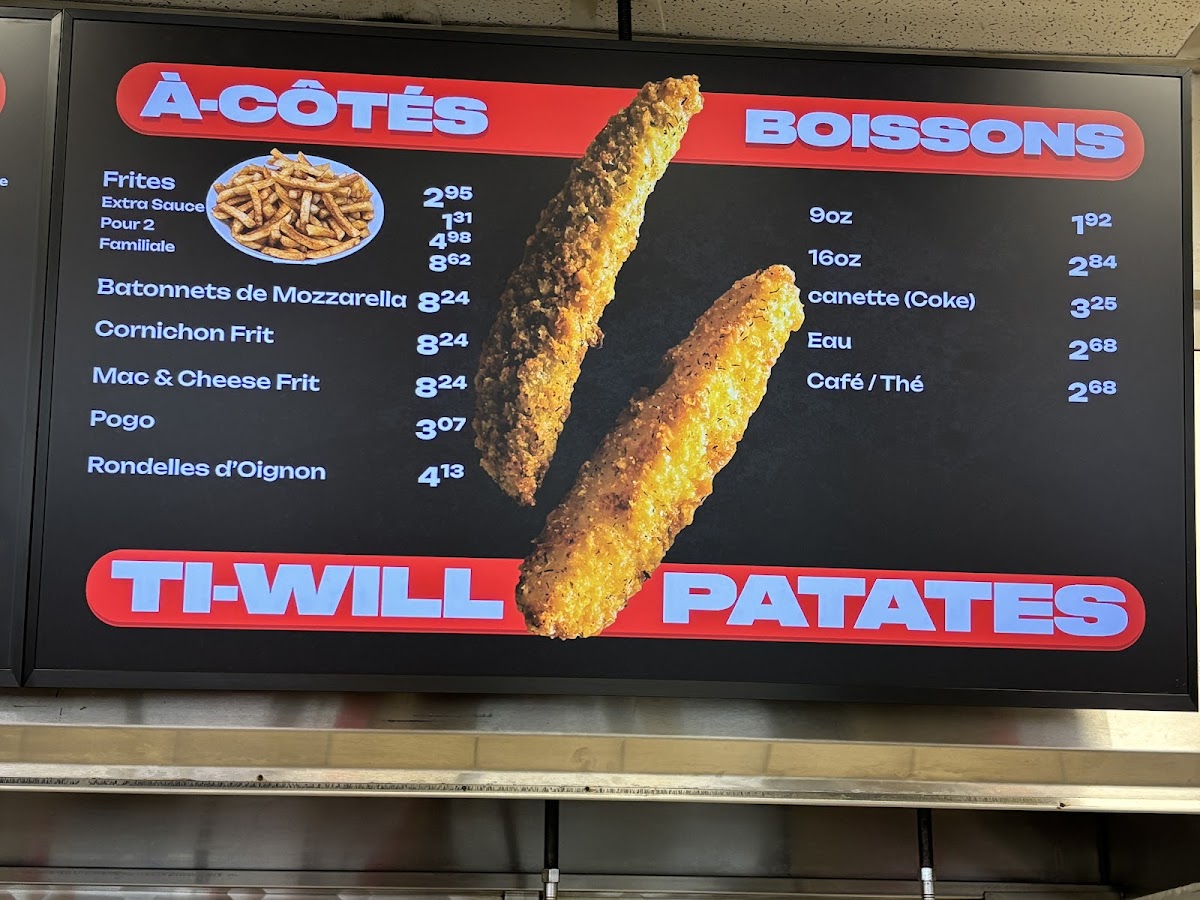 À-CÔTÉS
Frites 2.95
Extra Sauce 1.31
Pour 2 4.98
Familiale 8.62
Batonnets de Mozzarella 8.24
Cornichon Frit 8.24
Mac & Cheese Frit 8.24
Pogo 3.07
Rondelles d’Oignon 4.13
BOISSONS
9oz 1.92
16oz 2.84
canette (Coke) 3.25
Eau 2.68
Café / Thé 2.68
TI-WILL PATATES